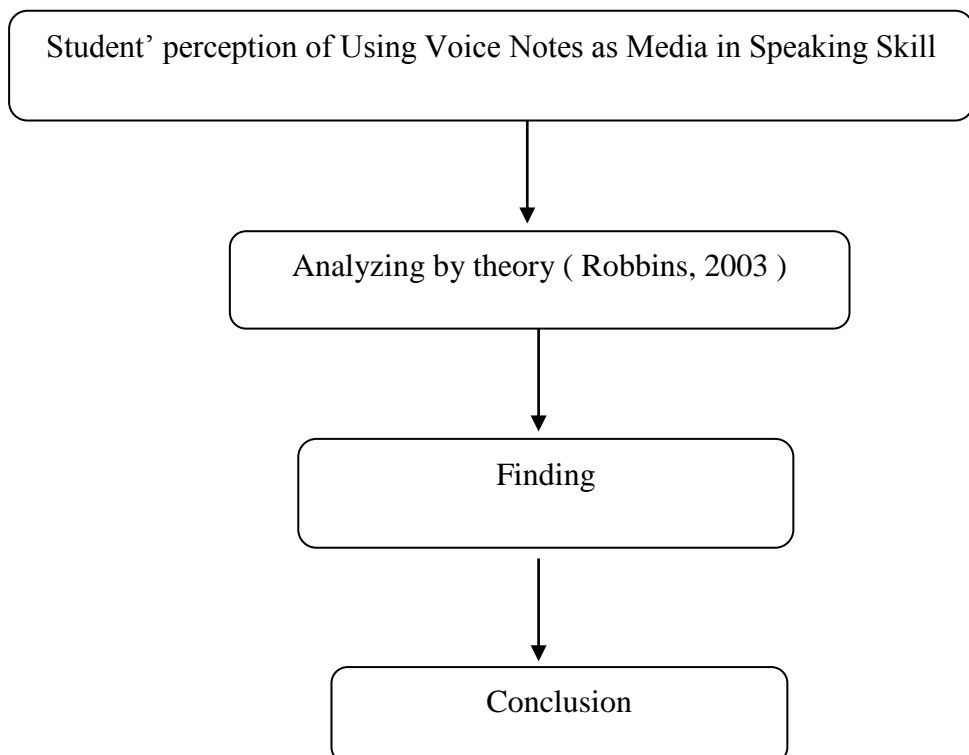 Student’ perception of Using Voice Notes as Media in Speaking Skill
Analyzing by theory ( Robbins, 2003 )
Finding
Conclusion